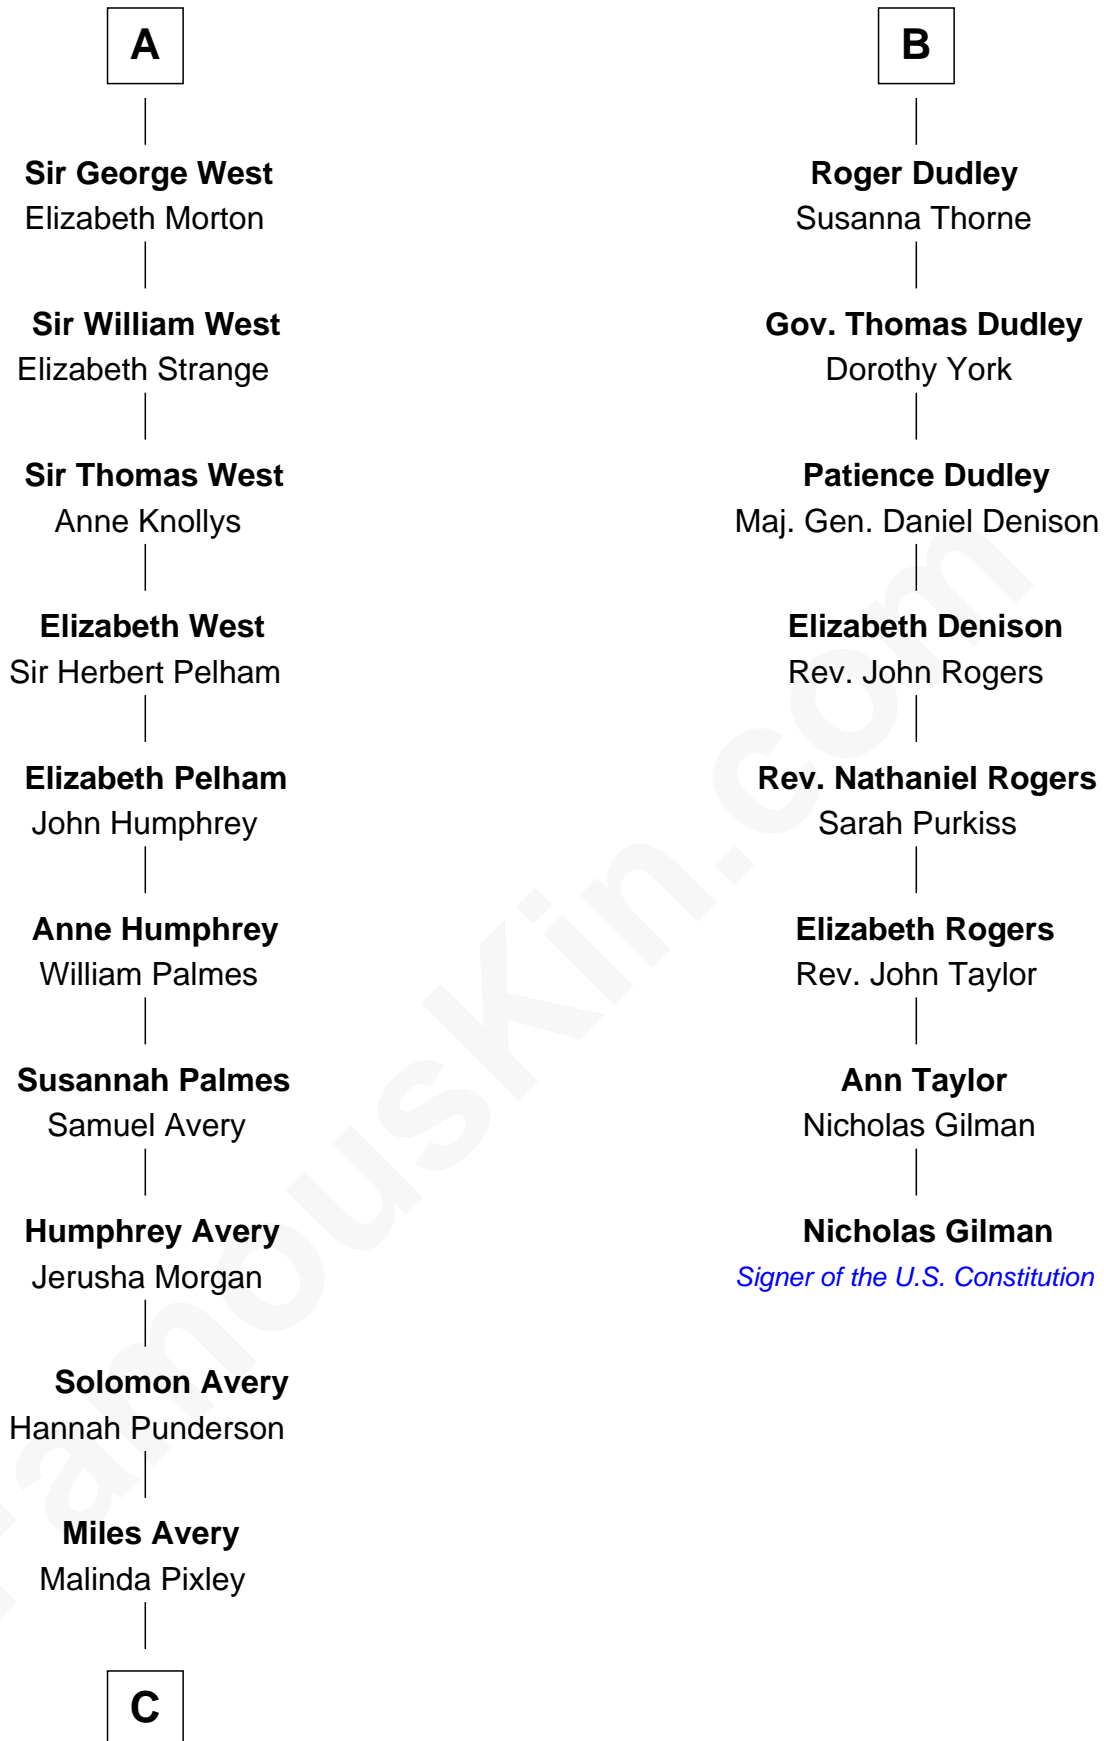 A
Sir George West
Elizabeth Morton
Sir William West
Elizabeth Strange
Sir Thomas West
Anne Knollys
Elizabeth West
Sir Herbert Pelham
Elizabeth Pelham
John Humphrey
Anne Humphrey
William Palmes
Susannah Palmes
Samuel Avery
Humphrey Avery
Jerusha Morgan
Solomon Avery
Hannah Punderson
Miles Avery
Malinda Pixley
C
B
Roger Dudley
Susanna Thorne
Gov. Thomas Dudley
Dorothy York
Patience Dudley
Maj. Gen. Daniel Denison
Elizabeth Denison
Rev. John Rogers
Rev. Nathaniel Rogers
Sarah Purkiss
Elizabeth Rogers
Rev. John Taylor
Ann Taylor
Nicholas Gilman
Nicholas Gilman
Signer of the U.S. Constitution
FamousKin.com